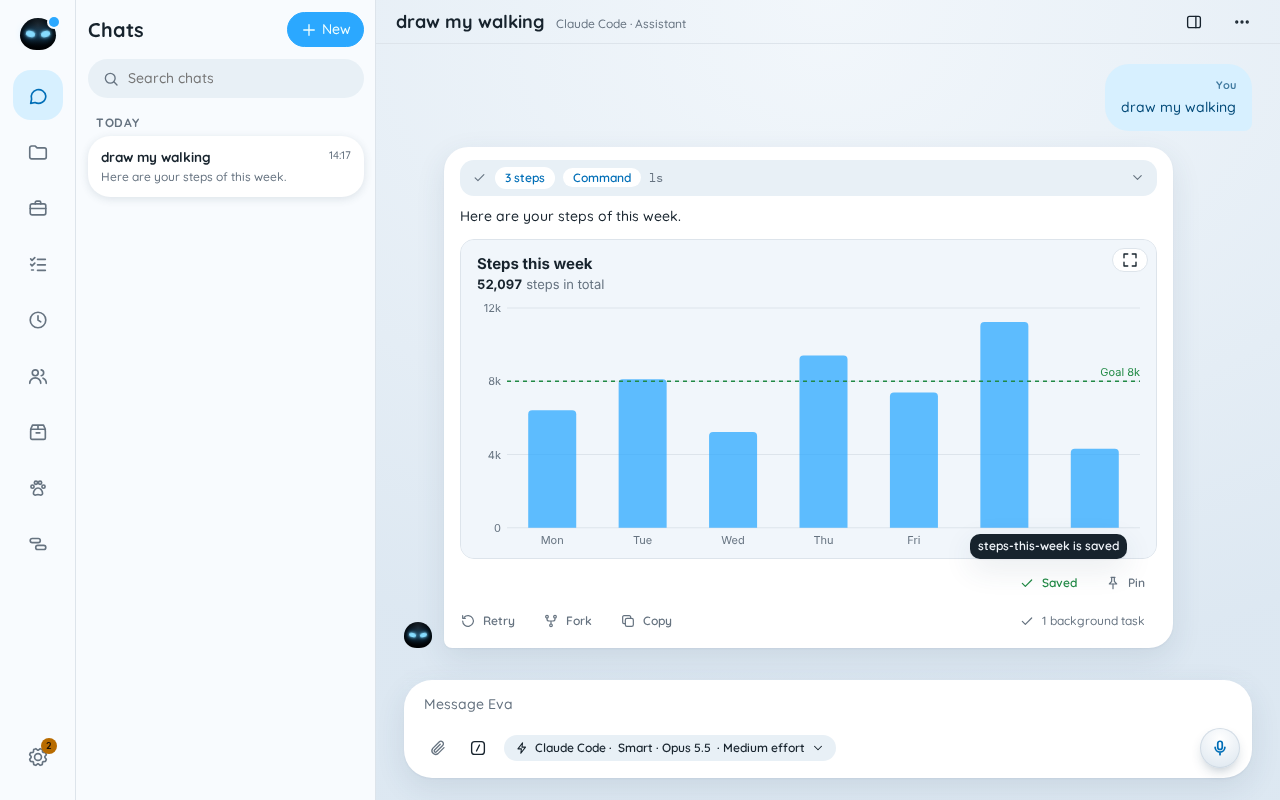 Chats
New
Search chats
TODAY
draw my walking
14:17
Here are your steps of this week.
2
draw my walking
Claude Code · Assistant
You
draw my walking
3 steps
Command
1s
Here are your steps of this week.
Steps this week
52,097 steps in total
12k
8k
4k
0
Goal 8k
Mon
Tue
Wed
Thu
Fri
steps-this-week is saved
Saved
Pin
Retry
Fork
Copy
1 background task
Message Eva
Claude Code · Smart · Opus 5.5 · Medium effort